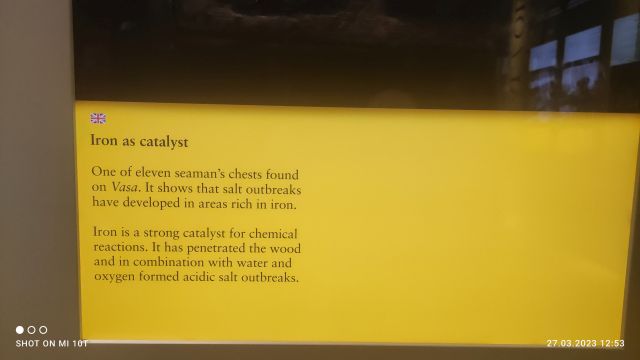 Iron as catalyst
One of eleven seaman's chests found
on Vasa. It shows that salt outbreaks
have developed in areas rich in iron.
Iron is a strong catalyst for chemical
reactions. It has penetrated the wood
and in combination with water and
oxygen formed acidic salt outbreaks.
SHOT ON MI 10T
27.03.2023 12:53